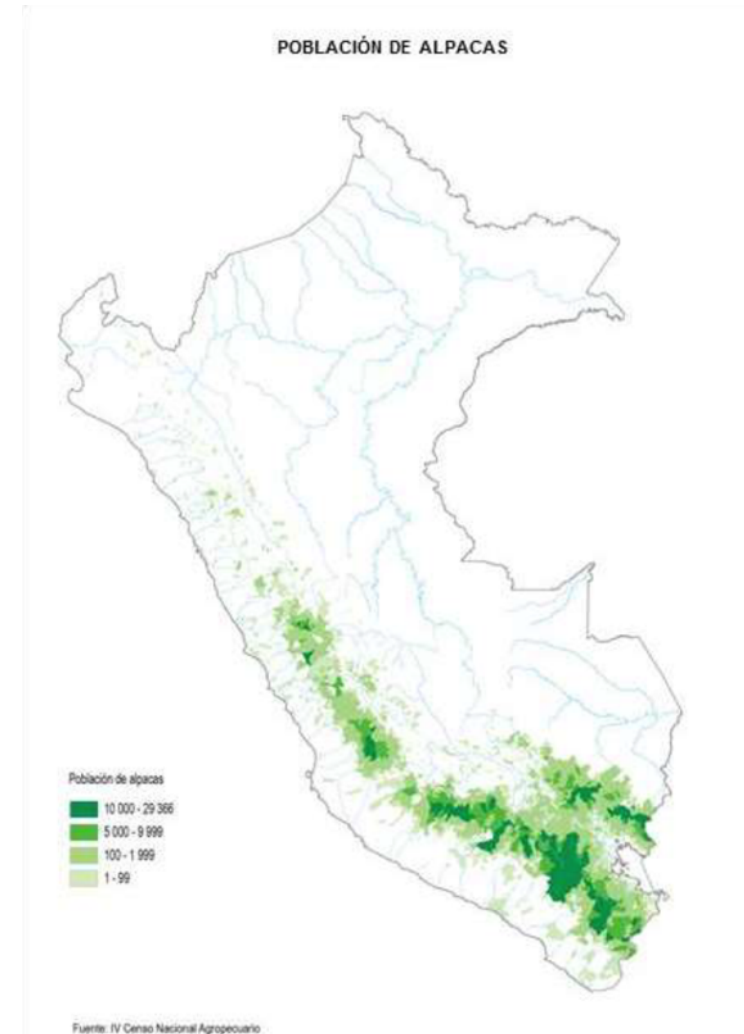 POBLACIÓN DE ALPACAS
Población de alpacas
10 000 - 29 366
5 000 - 9 999
100 - 1 999
1 - 99
Fuente: IV Censo Nacional Agropecuario